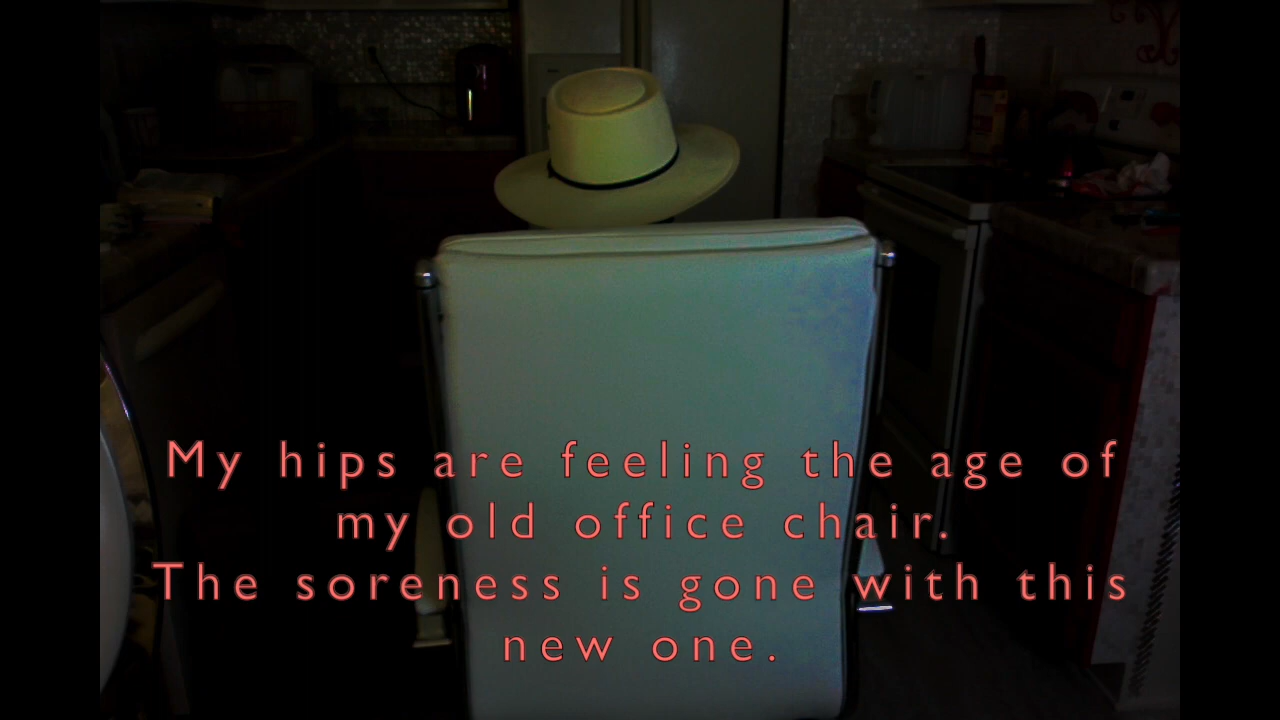 My hips are feeling the age of
my old office chair.
The soreness is gone with this
new one.